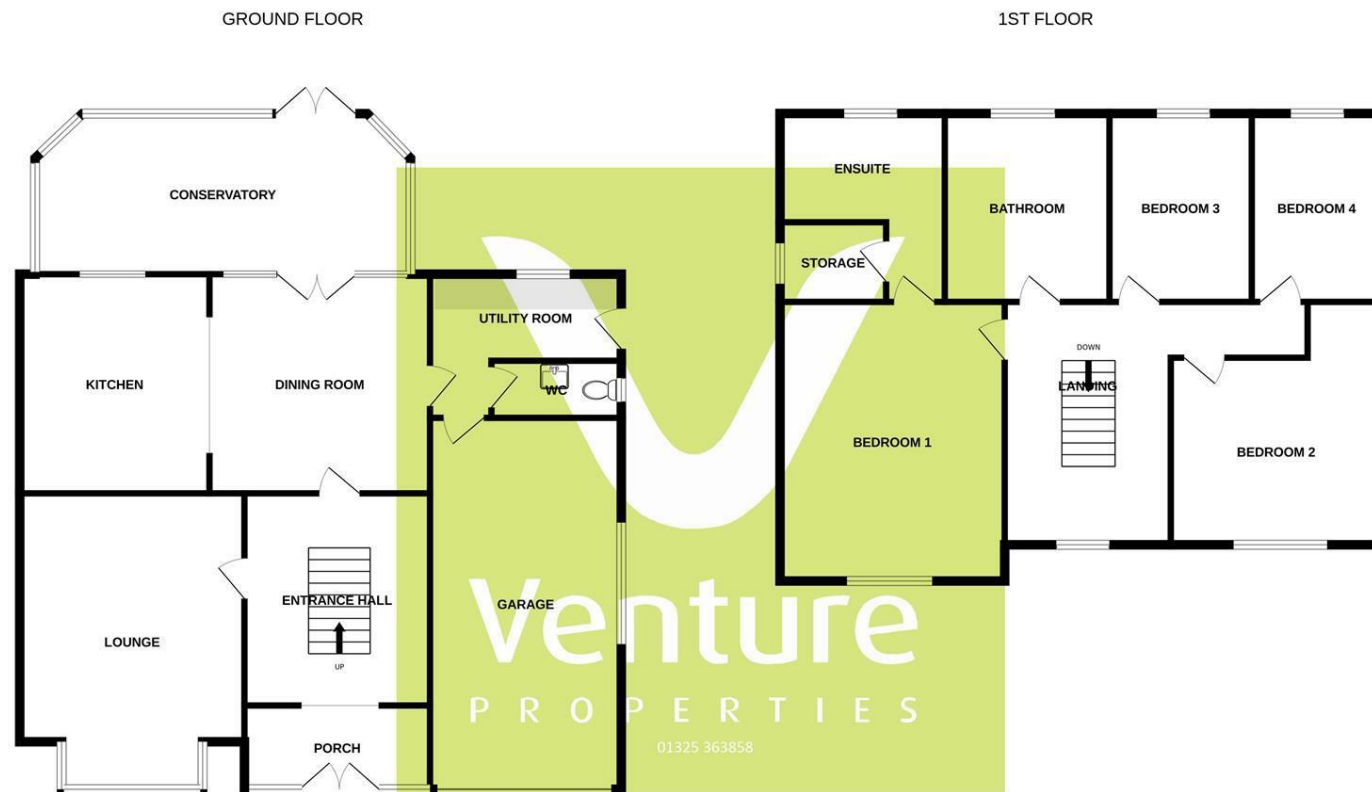 GROUND FLOOR
1ST FLOOR
CONSERVATORY
KITCHEN
DINING ROOM
UTILITY ROOM
WC
LOUNGE
ENTRANCE HALL
UP
GARAGE
PORCH
ENSUITE
STORAGE
BATHROOM
BEDROOM 3
BEDROOM 4
BEDROOM 1
DOWN
LANDING
BEDROOM 2
Venture
PROPERTIES
01325 363858